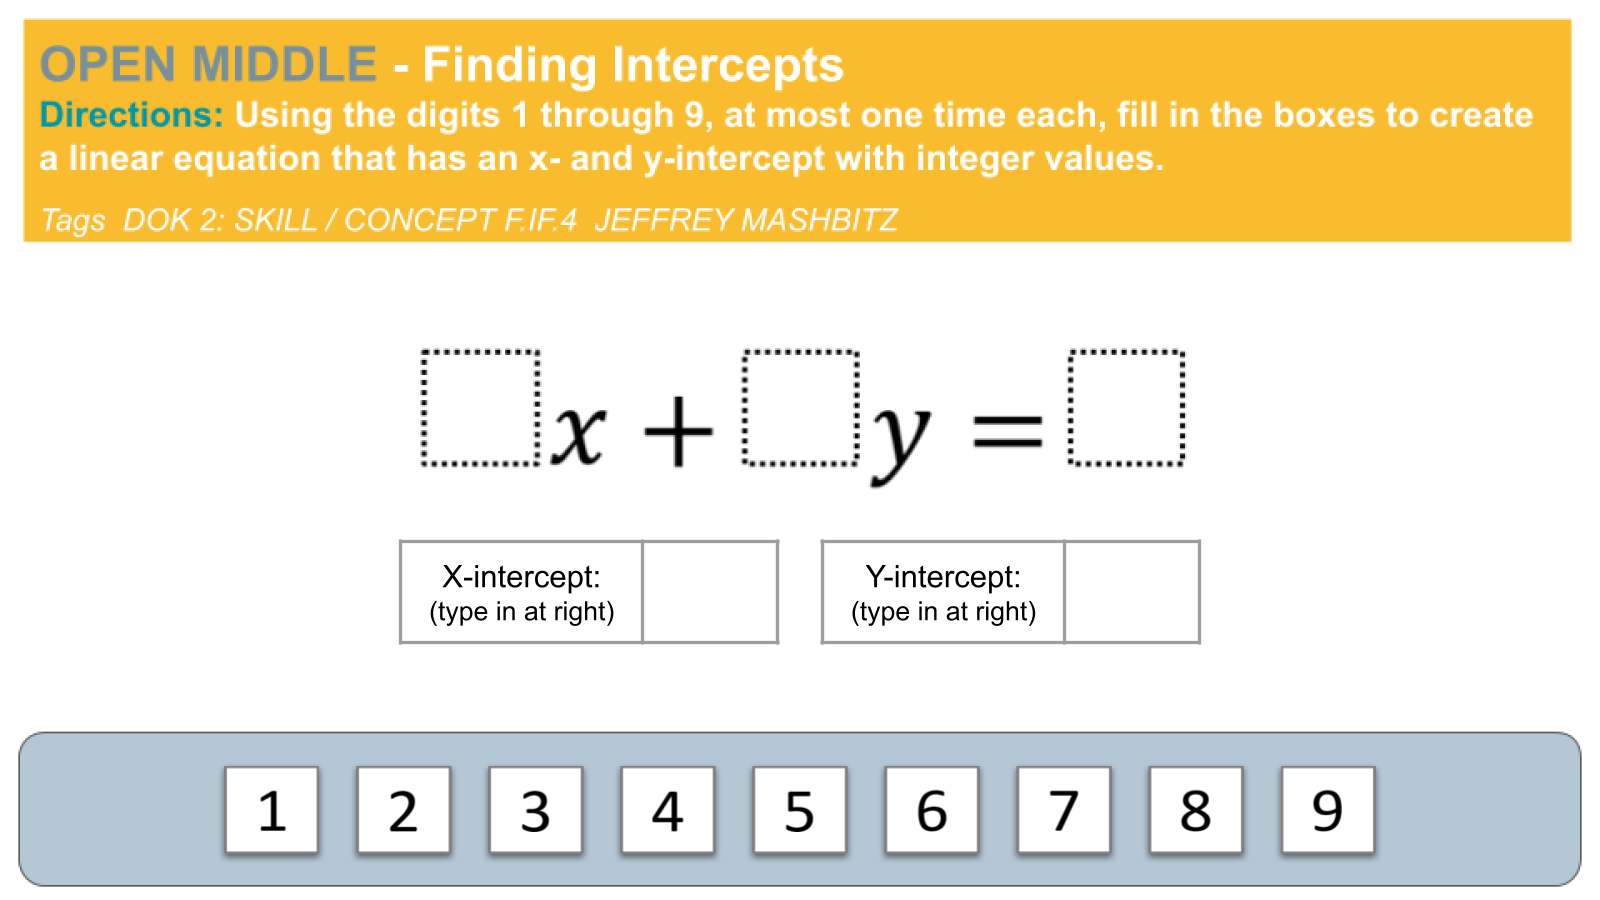 OPEN MIDDLE - Finding Intercepts
Directions: Using the digits 1 through 9, at most one time each, fill in the boxes to create
a linear equation that has an x- and y-intercept with integer values.
Tags DOK 2: SKILL / CONCEPT F.IF.4 JEFFREY MASHBITZ
x + y =
X-intercept:
(type in at right)
Y-intercept:
(type in at right)
1 2 3 4 5 6 7 8 9